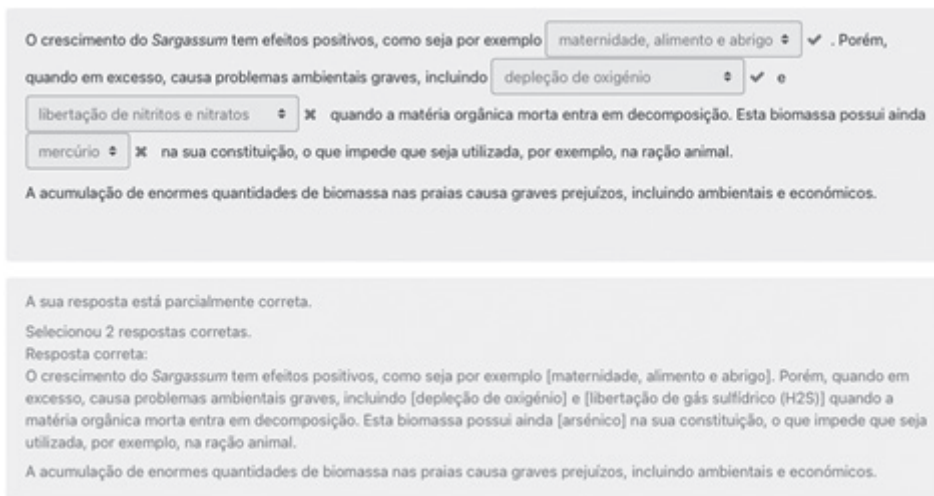 O crescimento do Sargassum tem efeitos positivos, como seja por exemplo maternidade, alimento e abrigo ✔ . Porém,
quando em excesso, causa problemas ambientais graves, incluindo depleção de oxigénio ✔ e
libertação de nitritos e nitratos ✖ quando a matéria orgânica morta entra em decomposição. Esta biomassa possui ainda
mercúrio ✖ na sua constituição, o que impede que seja utilizada, por exemplo, na ração animal.
A acumulação de enormes quantidades de biomassa nas praias causa graves prejuízos, incluindo ambientais e económicos.
A sua resposta está parcialmente correta.
Selecionou 2 respostas corretas.
Resposta correta:
O crescimento do Sargassum tem efeitos positivos, como seja por exemplo [maternidade, alimento e abrigo]. Porém, quando em
excesso, causa problemas ambientais graves, incluindo [depleção de oxigénio] e [libertação de gás sulfídrico (H2S)] quando a
matéria orgânica morta entra em decomposição. Esta biomassa possui ainda [arsénico] na sua constituição, o que impede que seja
utilizada, por exemplo, na ração animal.
A acumulação de enormes quantidades de biomassa nas praias causa graves prejuízos, incluindo ambientais e económicos.